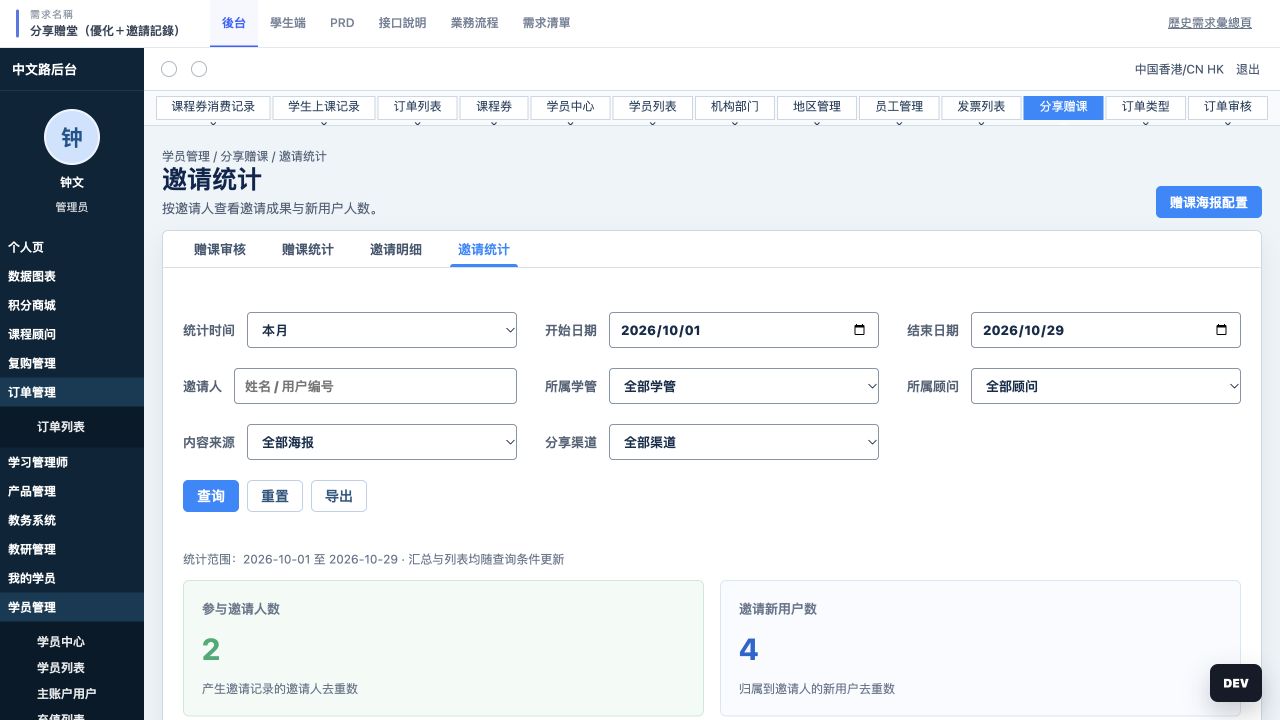 需求名稱
分享赠堂（優化＋邀請記錄）
後台 學生端 PRD 接口說明 業務流程 需求清單
歷史需求彙總頁
中文路后台
中国香港/CN HK 退出
课程券消费记录 学生上课记录 订单列表 课程券 学员中心 学员列表 机构部门 地区管理 员工管理 发票列表 分享赠课 订单类型 订单审核
钟
钟文
管理员
个人页
数据图表
积分商城
课程顾问
复购管理
订单管理
订单列表
学习管理师
产品管理
教务系统
教研管理
我的学员
学员管理
学员中心
学员列表
主账户用户
充值列表
学员管理 / 分享赠课 / 邀请统计
邀请统计
按邀请人查看邀请成果与新用户人数。
赠课海报配置
赠课审核 赠课统计 邀请明细 邀请统计
统计时间 本月 开始日期 2026/10/01 结束日期 2026/10/29
邀请人 姓名 / 用户编号 所属学管 全部学管 所属顾问 全部顾问
内容来源 全部海报 分享渠道 全部渠道
查询 重置 导出
统计范围：2026-10-01 至 2026-10-29 · 汇总与列表均随查询条件更新
参与邀请人数
2
产生邀请记录的邀请人去重数
邀请新用户数
4
归属到邀请人的新用户去重数
DEV